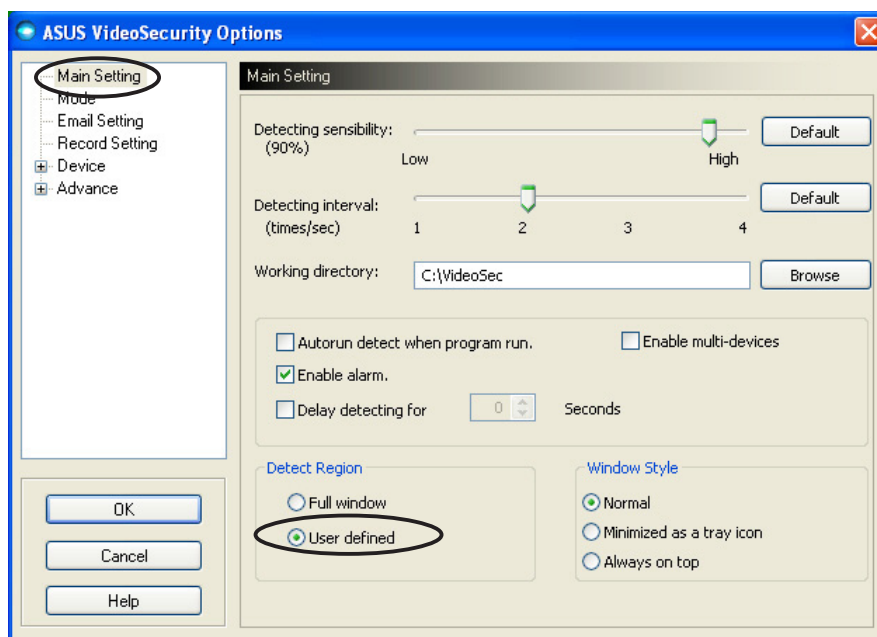 ASUS VideoSecurity Options
Main Setting
Mode
Email Setting
Record Setting
Device
Advance
OK
Cancel
Help
Main Setting
Detecting sensibility:
(90%)
Low
High
Default
Detecting interval:
(times/sec)
1 2 3 4
Default
Working directory:
C:\VideoSec
Browse
Autorun detect when program run.
Enable multi-devices
Enable alarm.
Delay detecting for 0 Seconds
Detect Region
Full window
User defined
Window Style
Normal
Minimized as a tray icon
Always on top